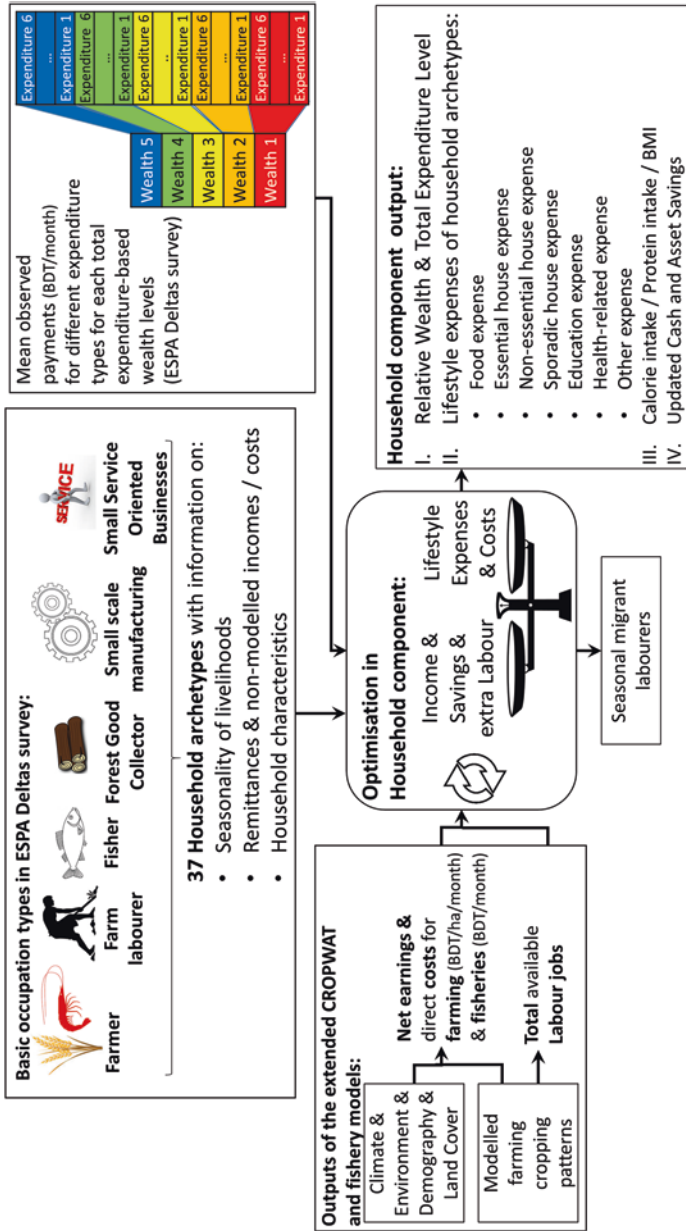 Basic occupation types in ESPA Deltas survey:
SERVICE
Farmer
Farm
labourer
Fisher
Forest Good
Collector
Small scale
manufacturing
Small Service
Oriented
Businesses
37 Household archetypes with information on:
• Seasonality of livelihoods
• Remittances & non-modelled incomes / costs
• Household characteristics
Mean observed
payments (BDT/month)
for different expenditure
types for each total
expenditure-based
wealth levels
(ESPA Deltas survey)
Wealth 5
Wealth 4
Wealth 3
Wealth 2
Wealth 1
Expenditure 6
...
Expenditure 1
Expenditure 6
...
Expenditure 1
Expenditure 6
..
Expenditure 1
Expenditure 6
...
Expenditure 1
Expenditure 6
...
Expenditure 1
Outputs of the extended CROPWAT
and fishery models:
Climate &
Environment &
Demography &
Land Cover
Modelled
farming
cropping
patterns
Net earnings &
direct costs for
farming (BDT/ha/month)
& fisheries (BDT/month)
Total available
Labour jobs
Optimisation in
Household component:
Income &
Savings &
extra Labour
Lifestyle
Expenses
& Costs
Seasonal migrant
labourers
Household component output:
I. Relative Wealth & Total Expenditure Level
II. Lifestyle expenses of household archetypes:
• Food expense
• Essential house expense
• Non-essential house expense
• Sporadic house expense
• Education expense
• Health-related expense
• Other expense
III. Calorie intake / Protein intake / BMI
IV. Updated Cash and Asset Savings